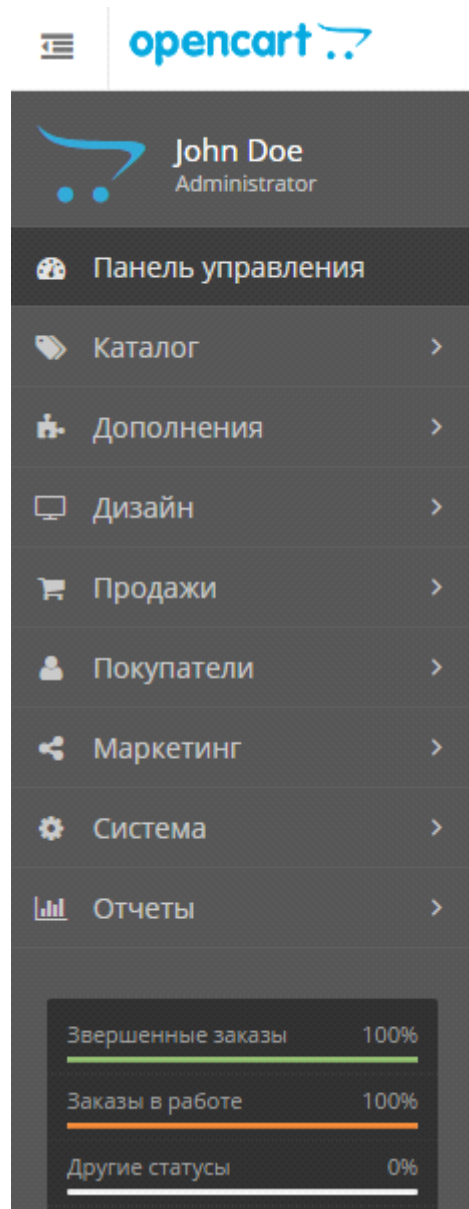 opencart
John Doe
Administrator
Панель управления
Каталог
Дополнения
Дизайн
Продажи
Покупатели
Маркетинг
Система
Отчеты
Звершенные заказы 100%
Заказы в работе 100%
Другие статусы 0%